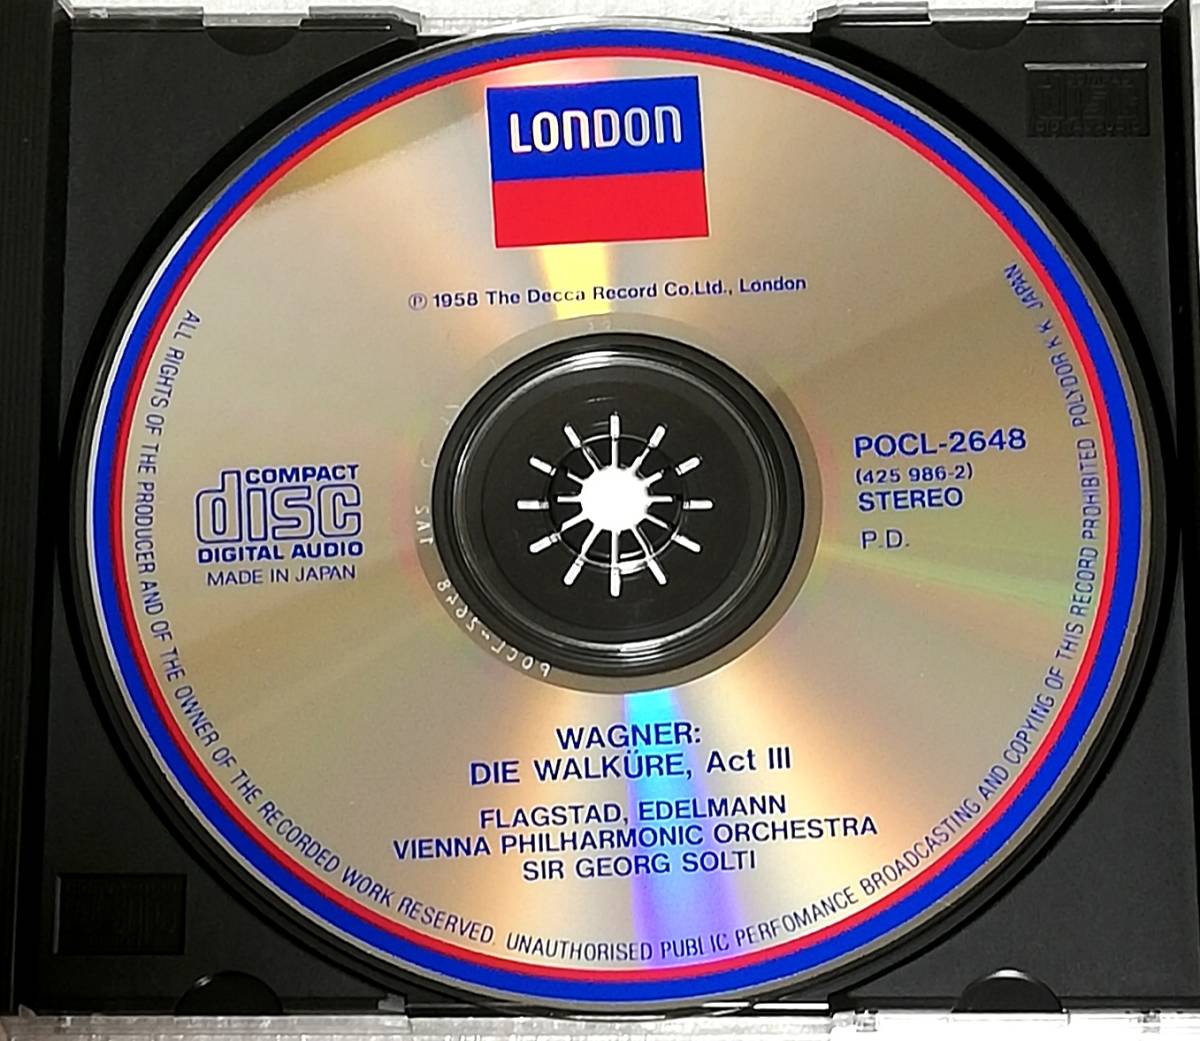 LONDON
℗ 1958 The Decca Record Co.Ltd., London
COMPACT
disc
DIGITAL AUDIO
MADE IN JAPAN
POCL-2648
(425 986-2)
STEREO
P.D.
WAGNER:
DIE WALKÜRE, Act III
FLAGSTAD, EDELMANN
VIENNA PHILHARMONIC ORCHESTRA
SIR GEORG SOLTI
ALL RIGHTS OF THE PRODUCER AND OF THE OWNER OF THE RECORDED WORK RESERVED. UNAUTHORISED PUBLIC PERFOMANCE BROADCASTING AND COPYING OF THIS RECORD PROHIBITED POLYDOR K.K. JAPAN
POCL-2648